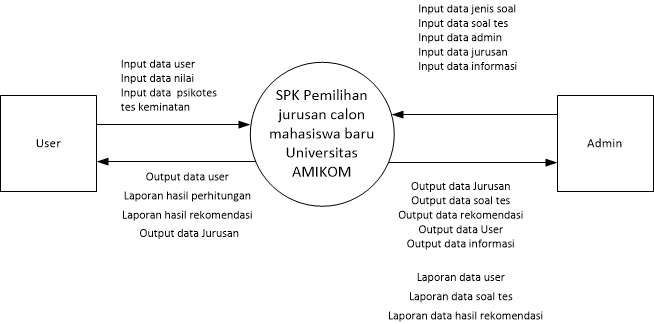 Input data jenis soal
Input data soal tes
Input data admin
Input data jurusan
Input data informasi
Input data user
Input data nilai
Input data  psikotes
tes keminatan
User
SPK Pemilihan
jurusan calon
mahasiswa baru
Universitas
AMIKOM
Admin
Output data user
Laporan hasil perhitungan
Laporan hasil rekomendasi
Output data Jurusan
Output data Jurusan
Output data soal tes
Output data rekomendasi
Output data User
Output data informasi
Laporan data user
Laporan data soal tes
Laporan data hasil rekomendasi